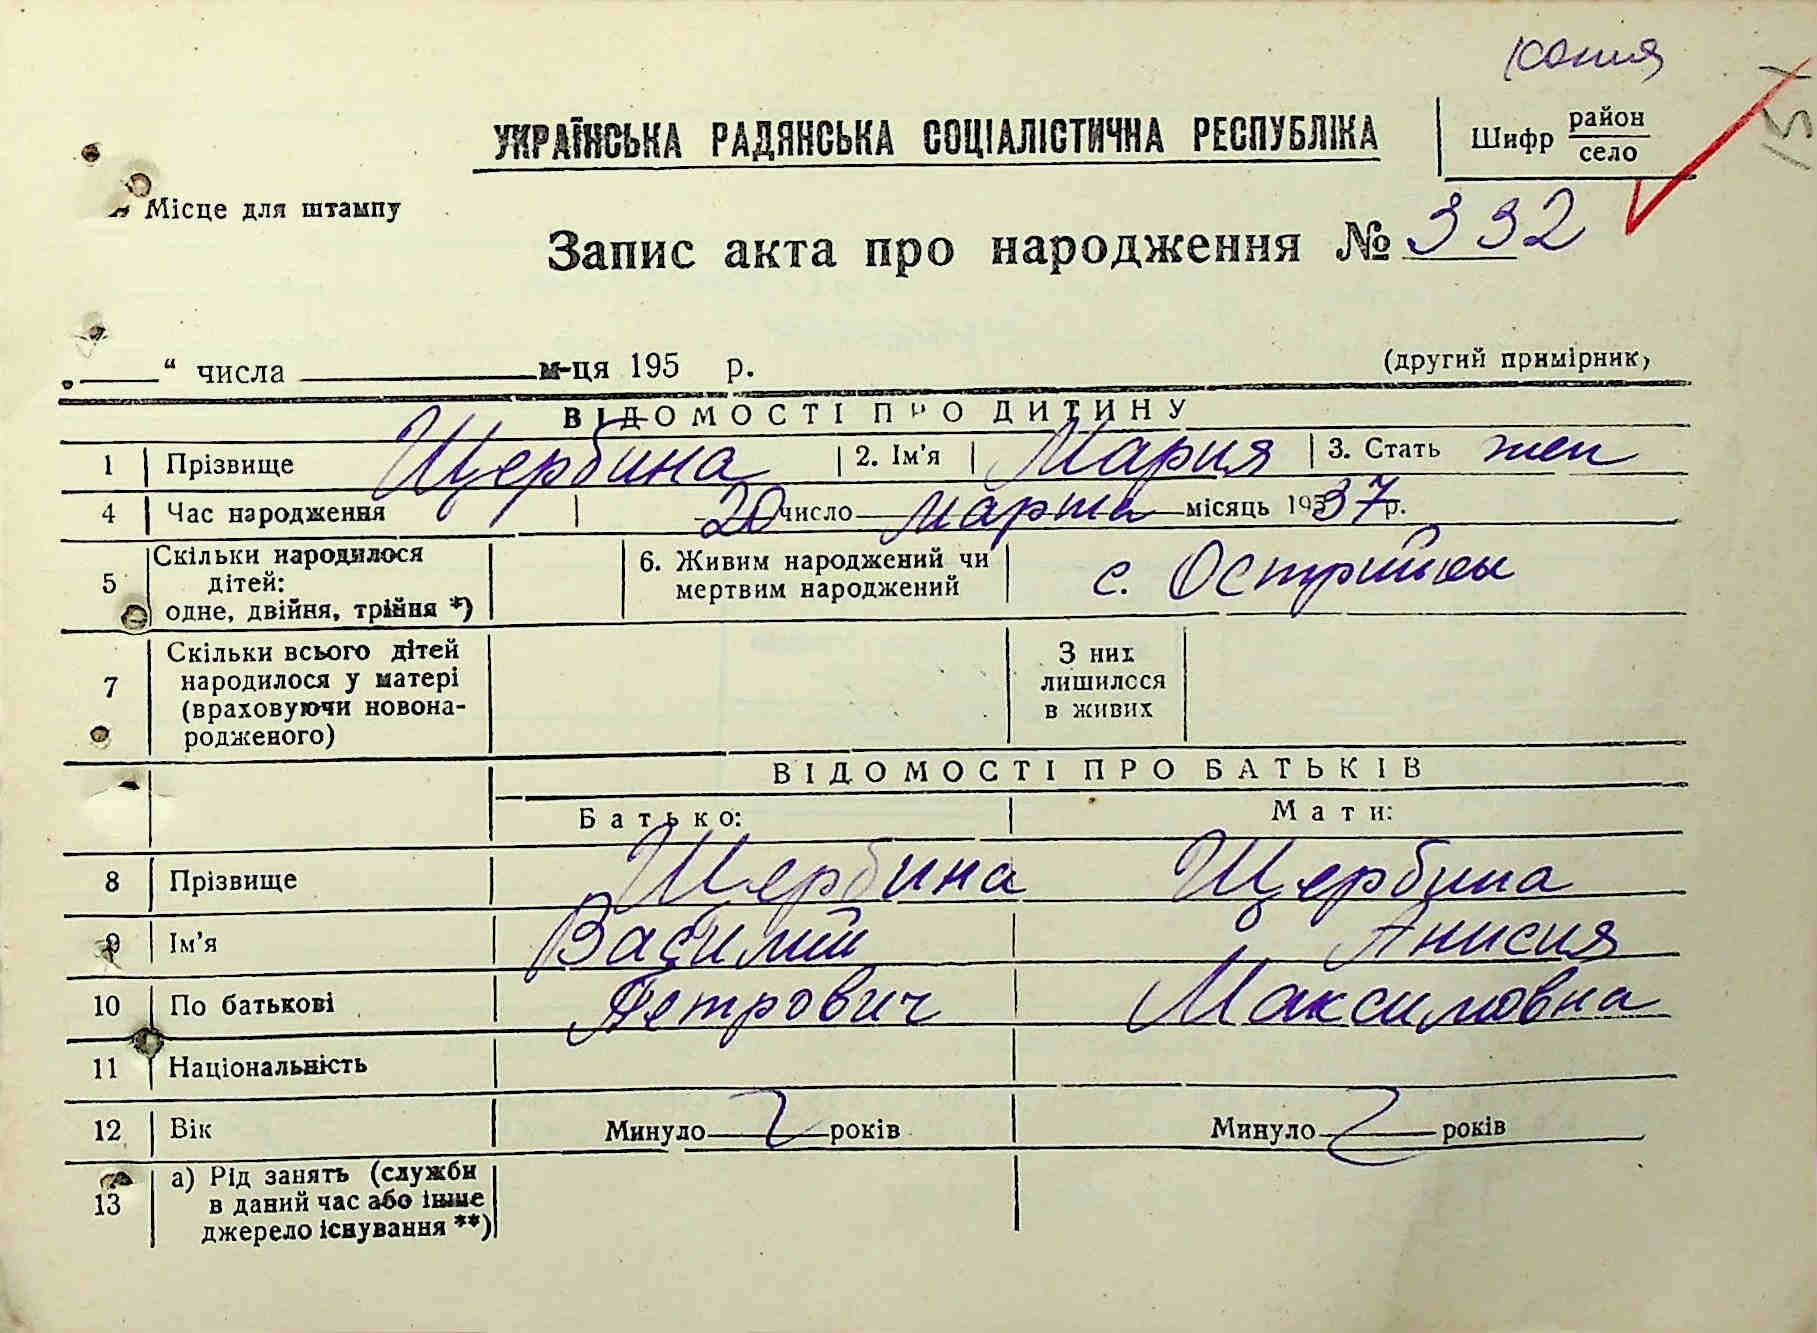 копия
УКРАЇНСЬКА РАДЯНСЬКА СОЦІАЛІСТИЧНА РЕСПУБЛІКА
Шифр район
село
Місце для штампу
Запис акта про народження № 332
„ “ числа м-ця 195 р.
(другий примірник)
ВІДОМОСТІ ПРО ДИТИНУ
1 Прізвище Щербина 2. Ім’я Мария 3. Стать жен
4 Час народження 20 число марта місяць 1937 р.
5 Скільки народилося
дітей:
одне, двійня, трійня *)
6. Живим народжений чи
мертвим народжений
с.
7 Скільки всього дітей
народилося у матері
(враховуючи новона-
родженого)
З них
лишилося
в живих
ВІДОМОСТІ ПРО БАТЬКІВ
Батько: Мати:
8 Прізвище Щербина Щербина
9 Ім’я Василий Анисия
10 По батькові Петрович Максимовна
11 Національність
12 Вік Минуло років Минуло років
13 а) Рід занять (служби
в даний час або інше
джерело існування **)